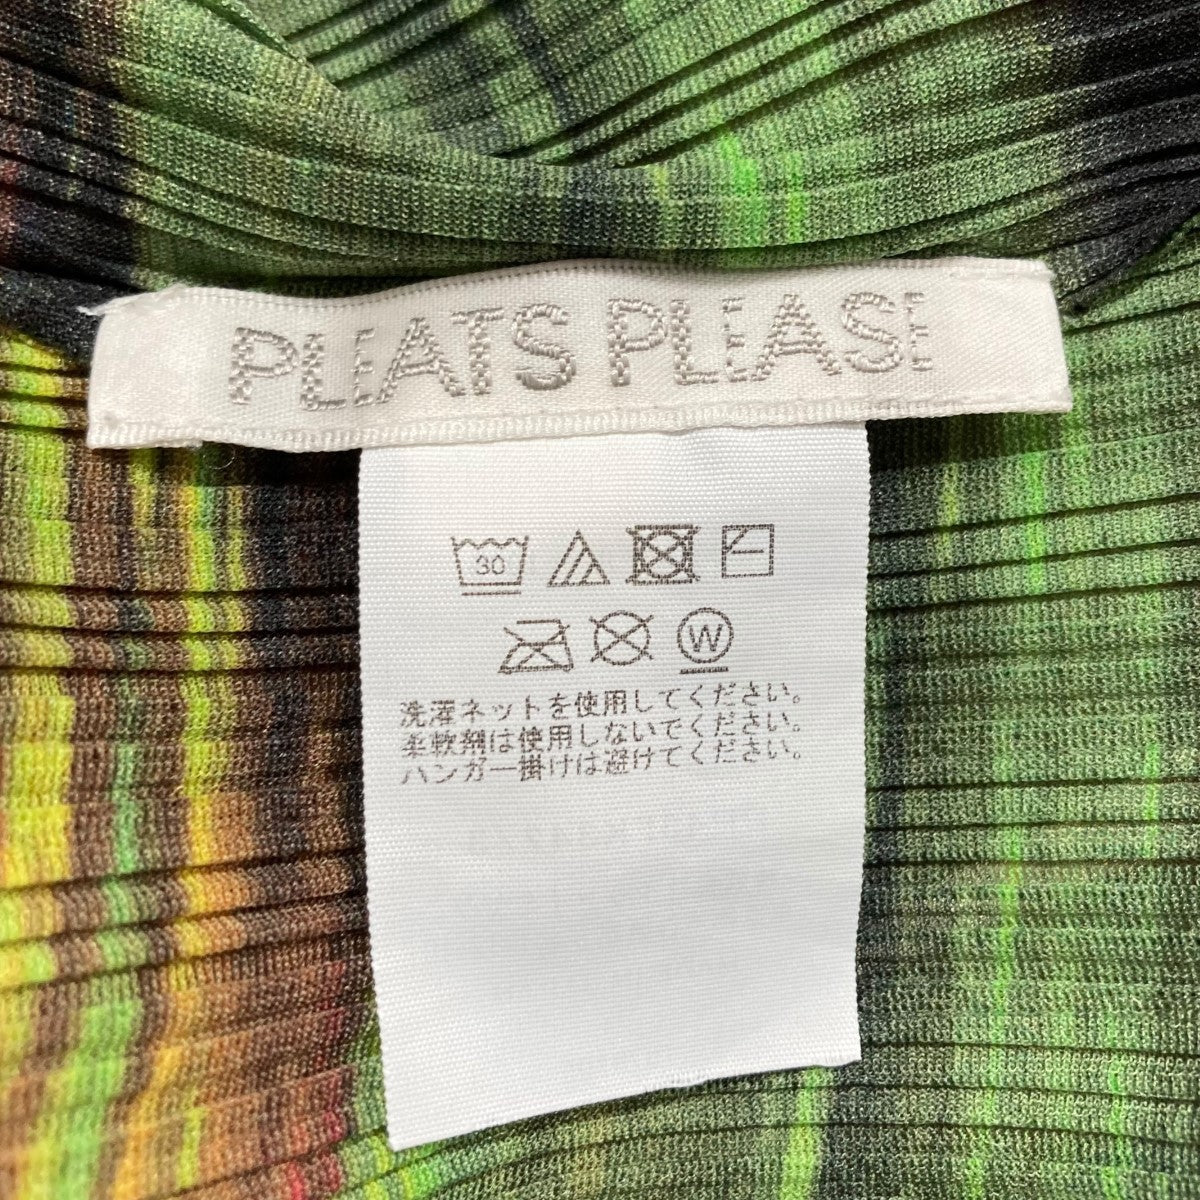 PLEATS PLEASE
30
W
洗濯ネットを使用してください。
柔軟剤は使用しないでください。
ハンガー掛けは避けてください。